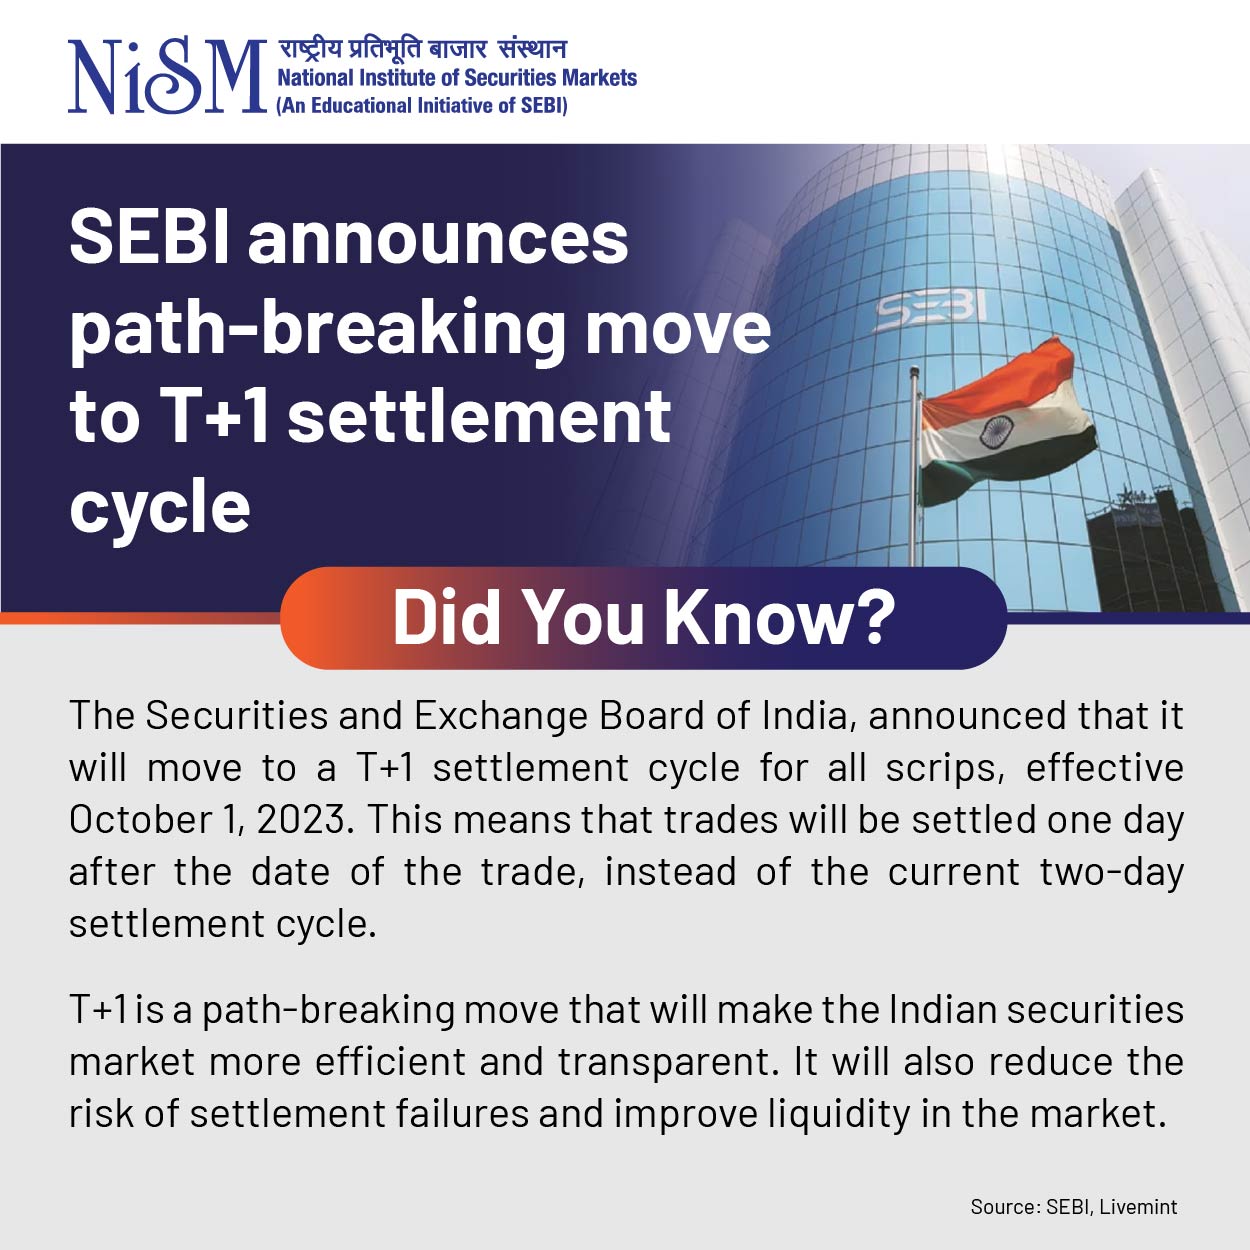 NiSM
राष्ट्रीय प्रतिभूति बाजार संस्थान
National Institute of Securities Markets
(An Educational Initiative of SEBI)
SEBI announces
path-breaking move
to T+1 settlement
cycle
SEBI
Did You Know?
The Securities and Exchange Board of India, announced that it
will move to a T+1 settlement cycle for all scrips, effective
October 1, 2023. This means that trades will be settled one day
after the date of the trade, instead of the current two-day
settlement cycle.
T+1 is a path-breaking move that will make the Indian securities
market more efficient and transparent. It will also reduce the
risk of settlement failures and improve liquidity in the market.
Source: SEBI, Livemint